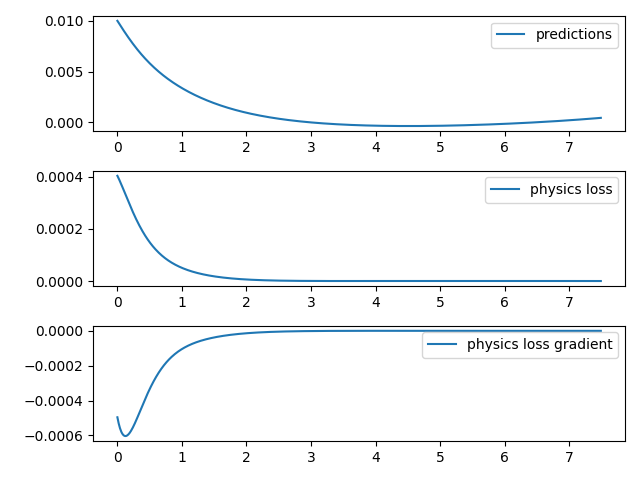 0.010
predictions
0.005
0.000
0 1 2 3 4 5 6 7
0.0004
physics loss
0.0002
0.0000
0 1 2 3 4 5 6 7
0.0000
physics loss gradient
−0.0002
−0.0004
−0.0006
0 1 2 3 4 5 6 7